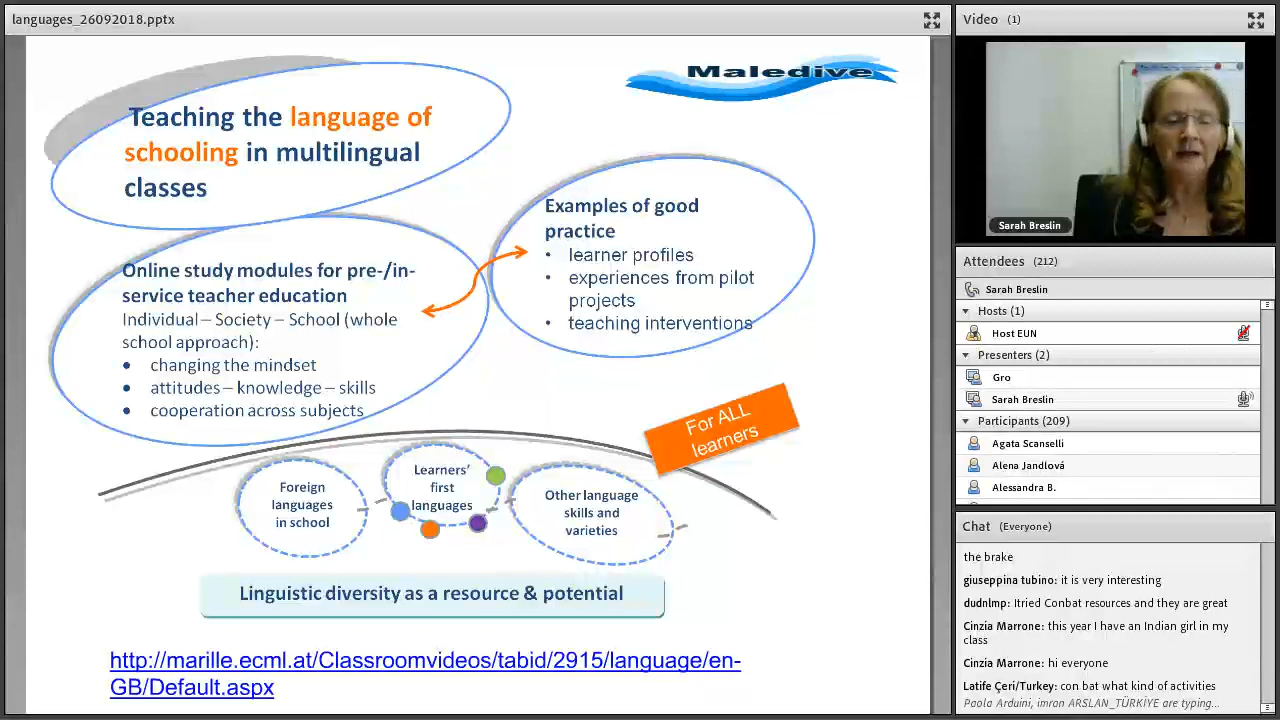 languages_26092018.pptx
Maledive
Teaching the language of
schooling in multilingual
classes
Examples of good
practice
• learner profiles
• experiences from pilot
projects
• teaching interventions
Online study modules for pre-/in-
service teacher education
Individual – Society – School (whole
school approach):
• changing the mindset
• attitudes – knowledge – skills
• cooperation across subjects
For ALL
learners
Foreign
languages
in school
Learners'
first
languages
Other language
skills and
varieties
Linguistic diversity as a resource & potential
http://marille.ecml.at/Classroomvideos/tabid/2915/language/en-
GB/Default.aspx
Video (1)
Sarah Breslin
Attendees (212)
Sarah Breslin
Hosts (1)
Host EUN
Presenters (2)
Gro
Sarah Breslin
Participants (209)
Agata Scanselli
Alena Jandlová
Alessandra B.
Chat (Everyone)
the brake
giuseppina tubino: it is very interesting
dudnlmp: Itried Conbat resources and they are great
Cinzia Marrone: this year I have an Indian girl in my
class
Cinzia Marrone: hi everyone
Latife Çeri/Turkey: con bat what kind of activities
Paola Arduini, imran ARSLAN_TÜRKİYE are typing...